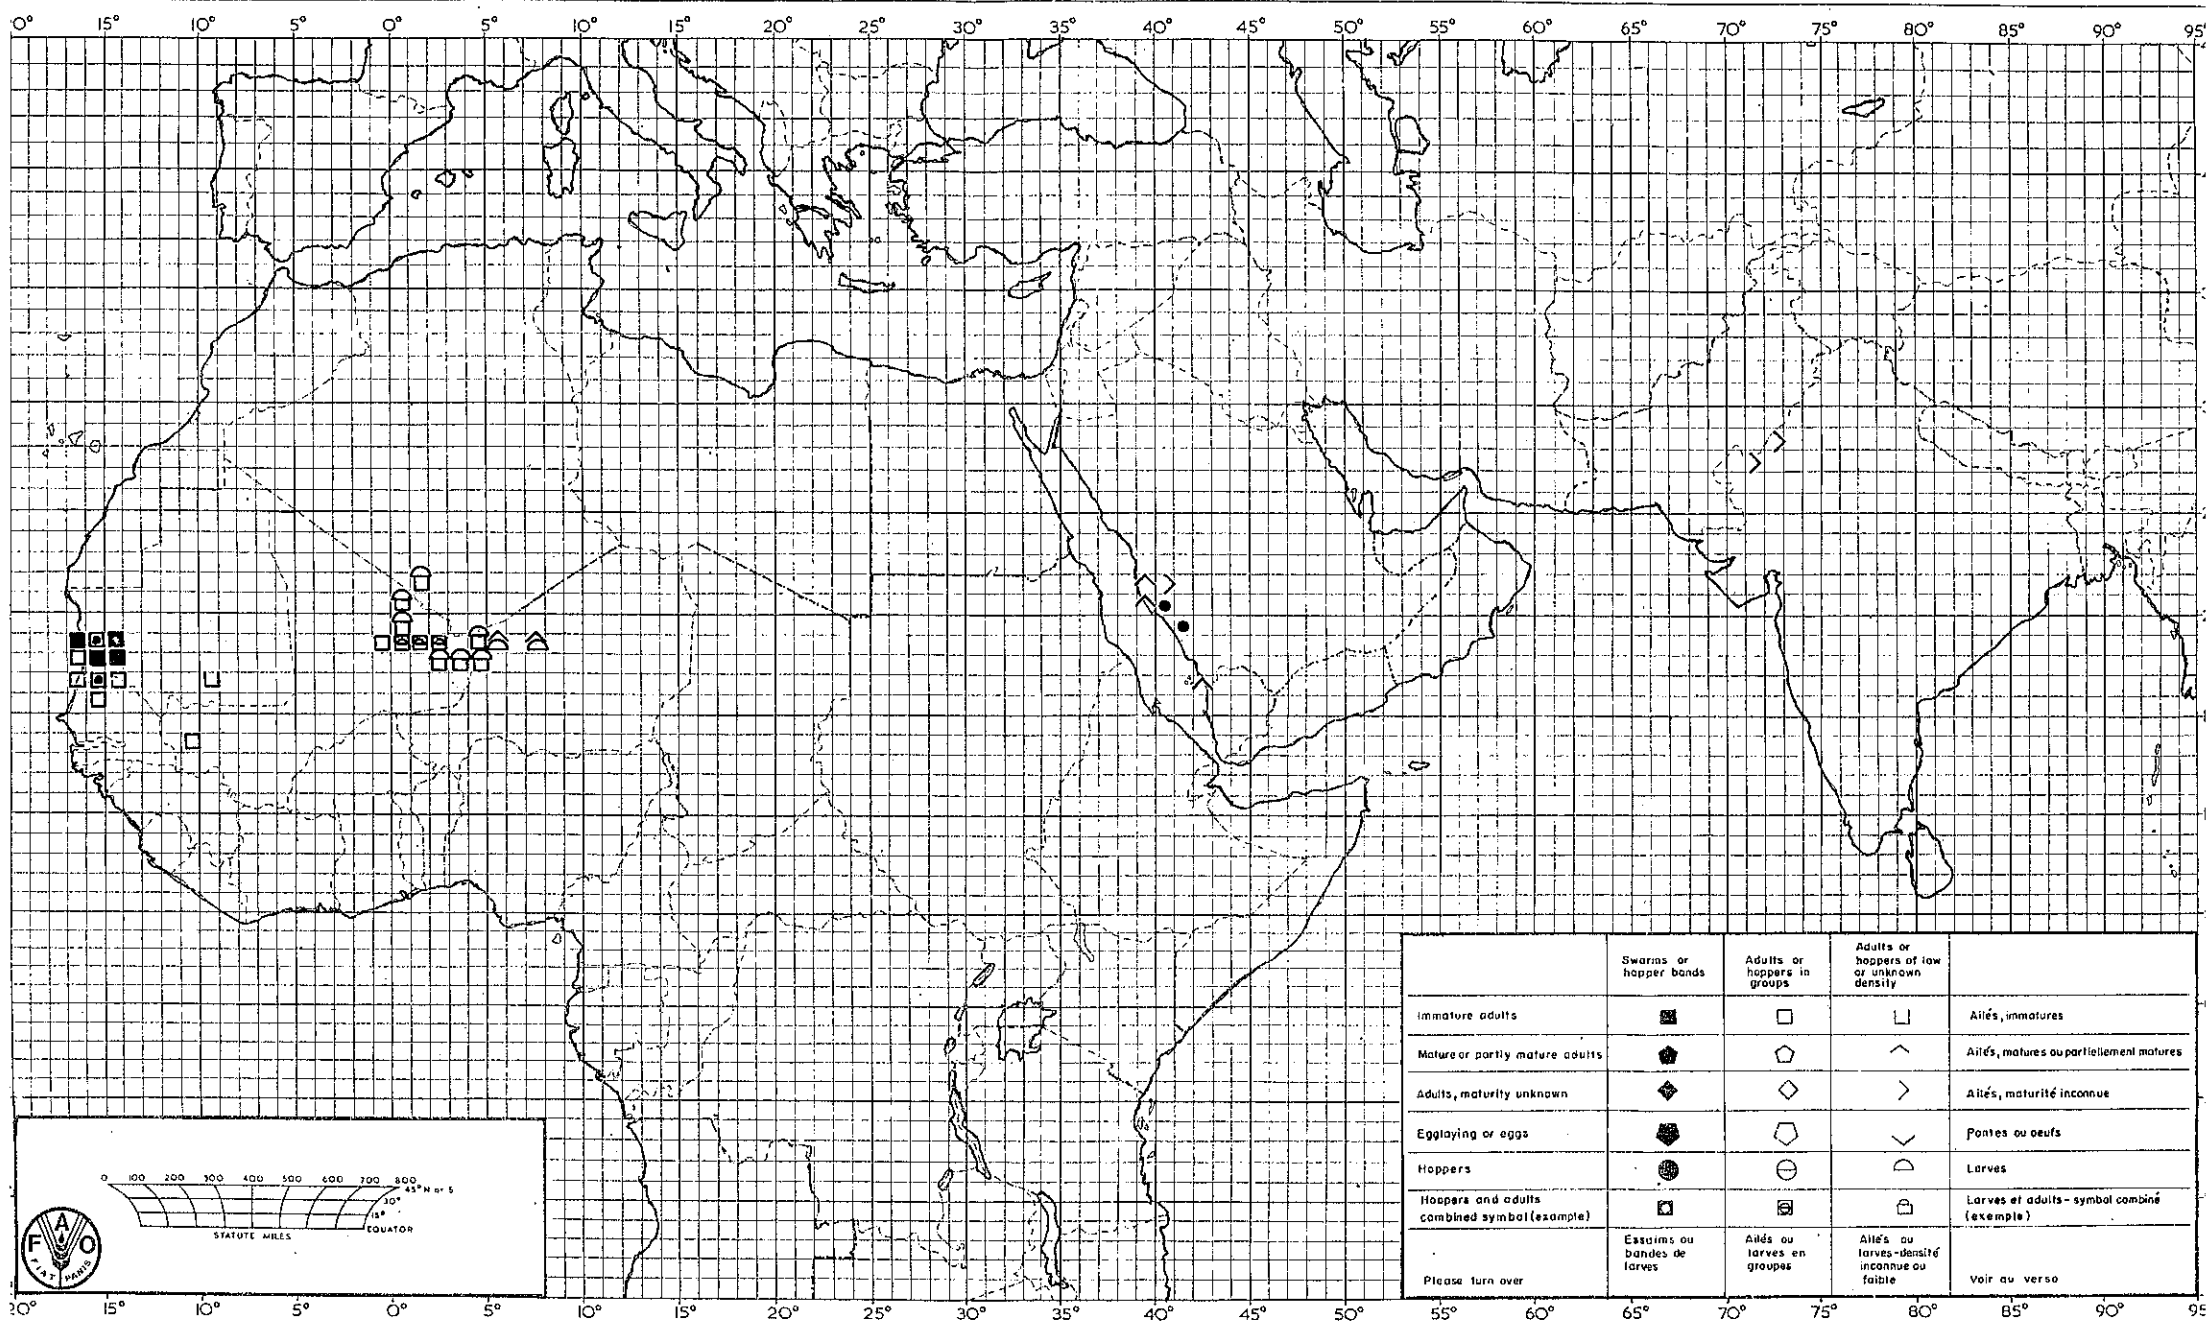 20° 15° 10° 5° 0° 5° 10° 15° 20° 25° 30° 35° 40° 45° 50° 55° 60° 65° 70° 75° 80° 85° 90° 95
Swarms or hopper bands
Adults or hoppers in groups
Adults or hoppers of low or unknown density
Immature adults
Ailés, immatures
Mature or partly mature adults
Ailés, matures ou partiellement matures
Adults, maturity unknown
Ailés, maturité inconnue
Egglaying or eggs
Pontes ou oeufs
Hoppers
Larves
Hoppers and adults
combined symbol (example)
Larves et adults - symbol combiné
(exemple)
Essaims ou bandes de larves
Ailés ou larves en groupes
Ailés ou larves-densité inconnue ou faible
Please turn over
Voir au verso
0 100 200 300 400 500 600 700 800
45° N or S
30°
15°
EQUATOR
STATUTE MILES
F A O
FIAT PANIS
20° 15° 10° 5° 0° 5° 10° 15° 20° 25° 30° 35° 40° 45° 50° 55° 60° 65° 70° 75° 80° 85° 90° 95